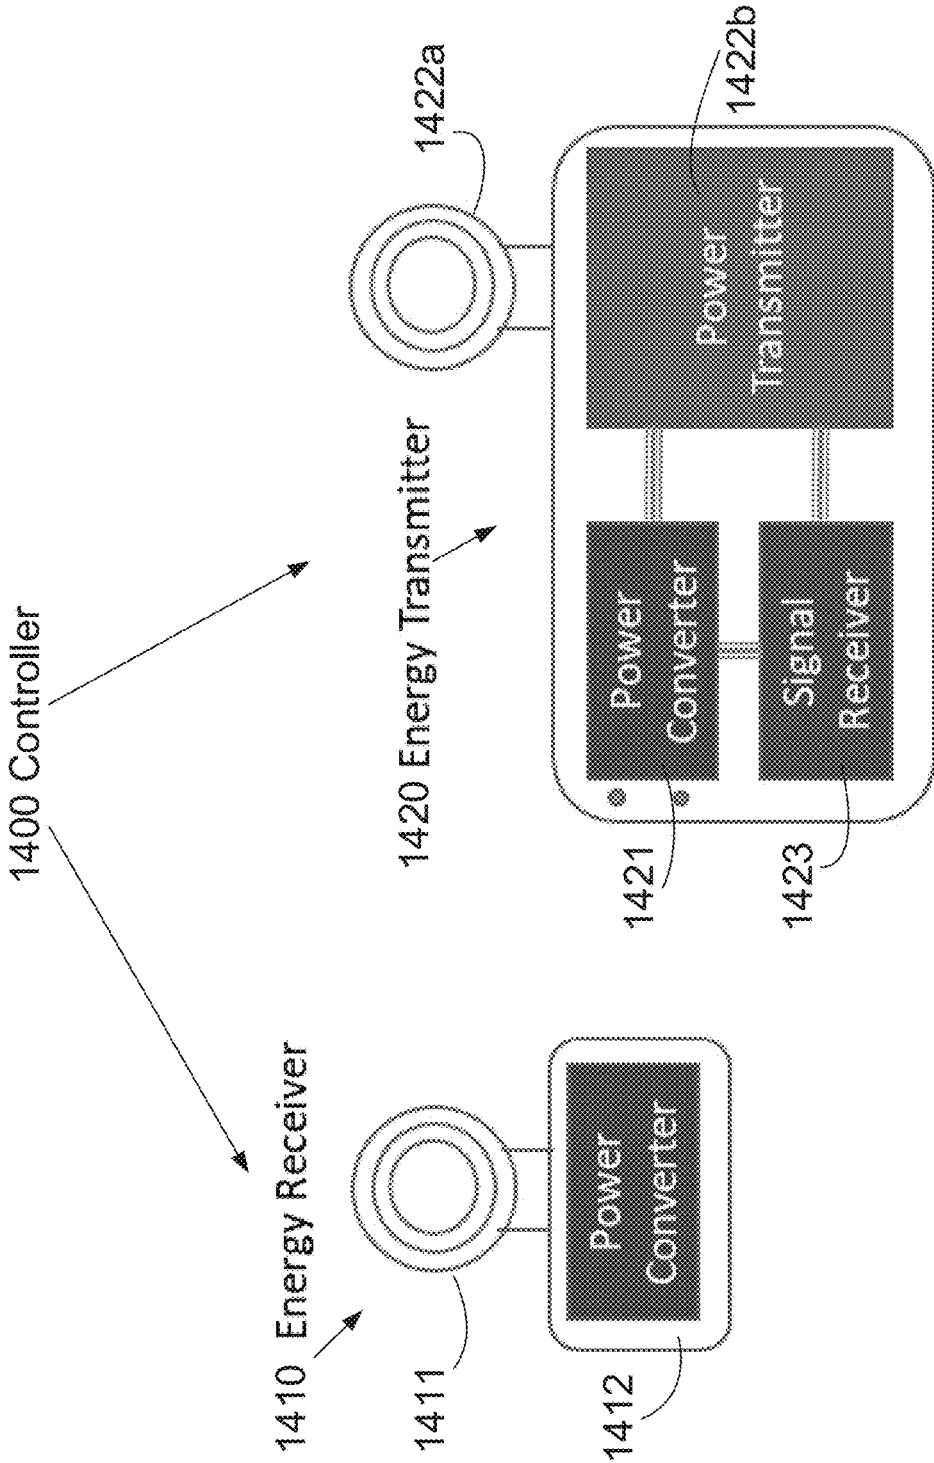 1400 Controller
1410 Energy Receiver
1411
1412
Power
Converter
1420 Energy Transmitter
1422a
1421
1423
Power
Converter
Signal
Receiver
Power
Transmitter
1422b